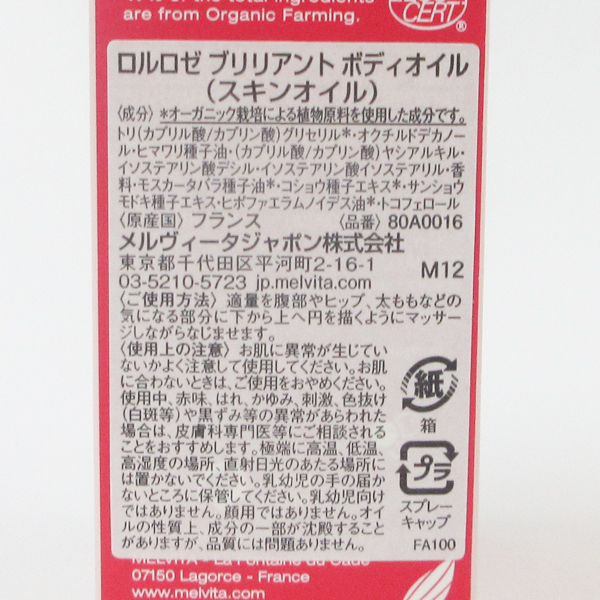 of the total ingredients
are from Organic Farming.
CERT
®
ロルロゼ ブリリアント ボディオイル
（スキンオイル）
〈成分〉 *オーガニック栽培による植物原料を使用した成分です。
トリ(カプリル酸/カプリン酸)グリセリル*・オクチルドデカノー
ル・ヒマワリ種子油・(カプリル酸/カプリン酸)ヤシアルキル・
イソステアリン酸デシル・イソステアリン酸イソステアリル・香
料・モスカータバラ種子油*・コショウ種子エキス*・サンショウ
モドキ種子エキス・ヒポファエラムノイデス油*・トコフェロール
〈原産国〉 フランス 〈品番〉 80A0016
メルヴィータジャポン株式会社
東京都千代田区平河町2-16-1 M12
03-5210-5723 jp.melvita.com
〈ご使用方法〉 適量を腹部やヒップ、太ももなどの
気になる部分に下から上へ円を描くようにマッサー
ジしながらなじませます。
〈使用上の注意〉 お肌に異常が生じてい
ないかよく注意して使用してください。お肌
に合わないときは、ご使用をおやめください。
使用中、赤味、はれ、かゆみ、刺激、色抜け
(白斑等)や黒ずみ等の異常があらわれた
場合は、皮膚科専門医等にご相談される
ことをおすすめします。極端に高温、低温、
高湿度の場所、直射日光のあたる場所に
は置かないでください。乳幼児の手の届か
ないところに保管してください。乳幼児向け
ではありません。顔用ではありません。オイ
ルの性質上、成分の一部が沈殿すること
がありますが、品質には問題ありません。
紙
箱
プラ
スプレー
キャップ
FA100
MELVITA - La Fontaine du Cade
07150 Lagorce - France
www.melvita.com